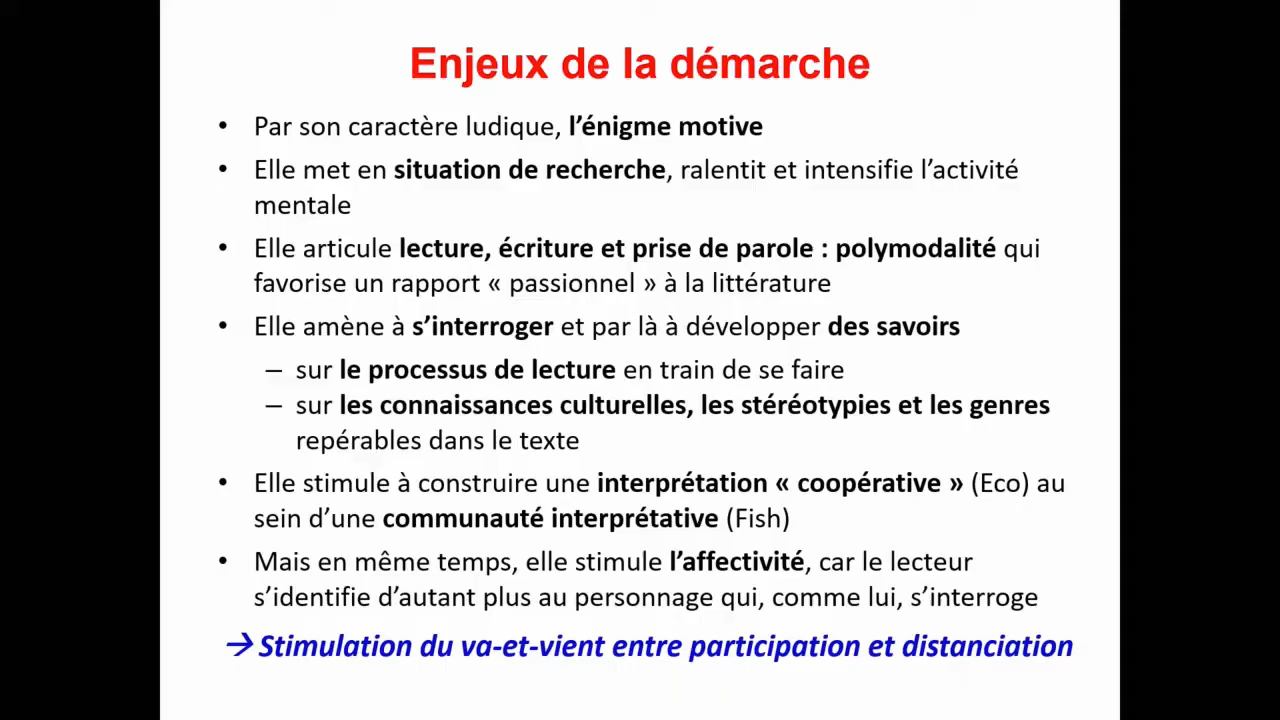 Enjeux de la démarche
• Par son caractère ludique, l’énigme motive
• Elle met en situation de recherche, ralentit et intensifie l’activité
mentale
• Elle articule lecture, écriture et prise de parole : polymodalité qui
favorise un rapport « passionnel » à la littérature
• Elle amène à s’interroger et par là à développer des savoirs
– sur le processus de lecture en train de se faire
– sur les connaissances culturelles, les stéréotypies et les genres
repérables dans le texte
• Elle stimule à construire une interprétation « coopérative » (Eco) au
sein d’une communauté interprétative (Fish)
• Mais en même temps, elle stimule l’affectivité, car le lecteur
s’identifie d’autant plus au personnage qui, comme lui, s’interroge
→ Stimulation du va-et-vient entre participation et distanciation